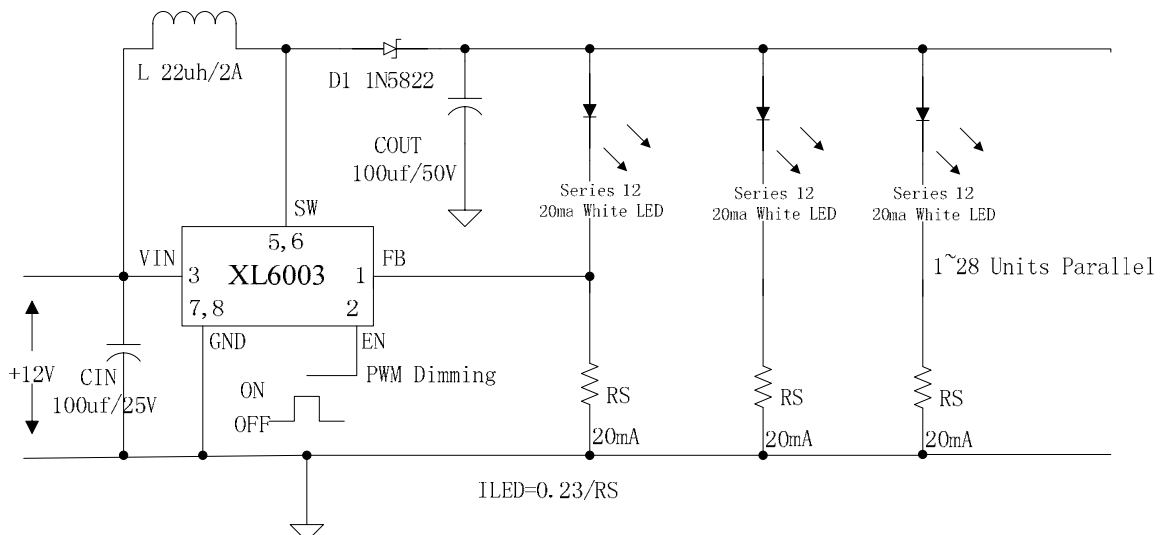 L 22uh/2A
D1 1N5822
COUT
100uf/50V
Series 12
20ma White LED
Series 12
20ma White LED
Series 12
20ma White LED
SW
5,6
VIN
3
XL6003
1
FB
7,8
2
GND
EN
1~28 Units Parallel
+12V
CIN
100uf/25V
PWM Dimming
ON
OFF
RS
RS
RS
20mA
20mA
20mA
ILED=0.23/RS